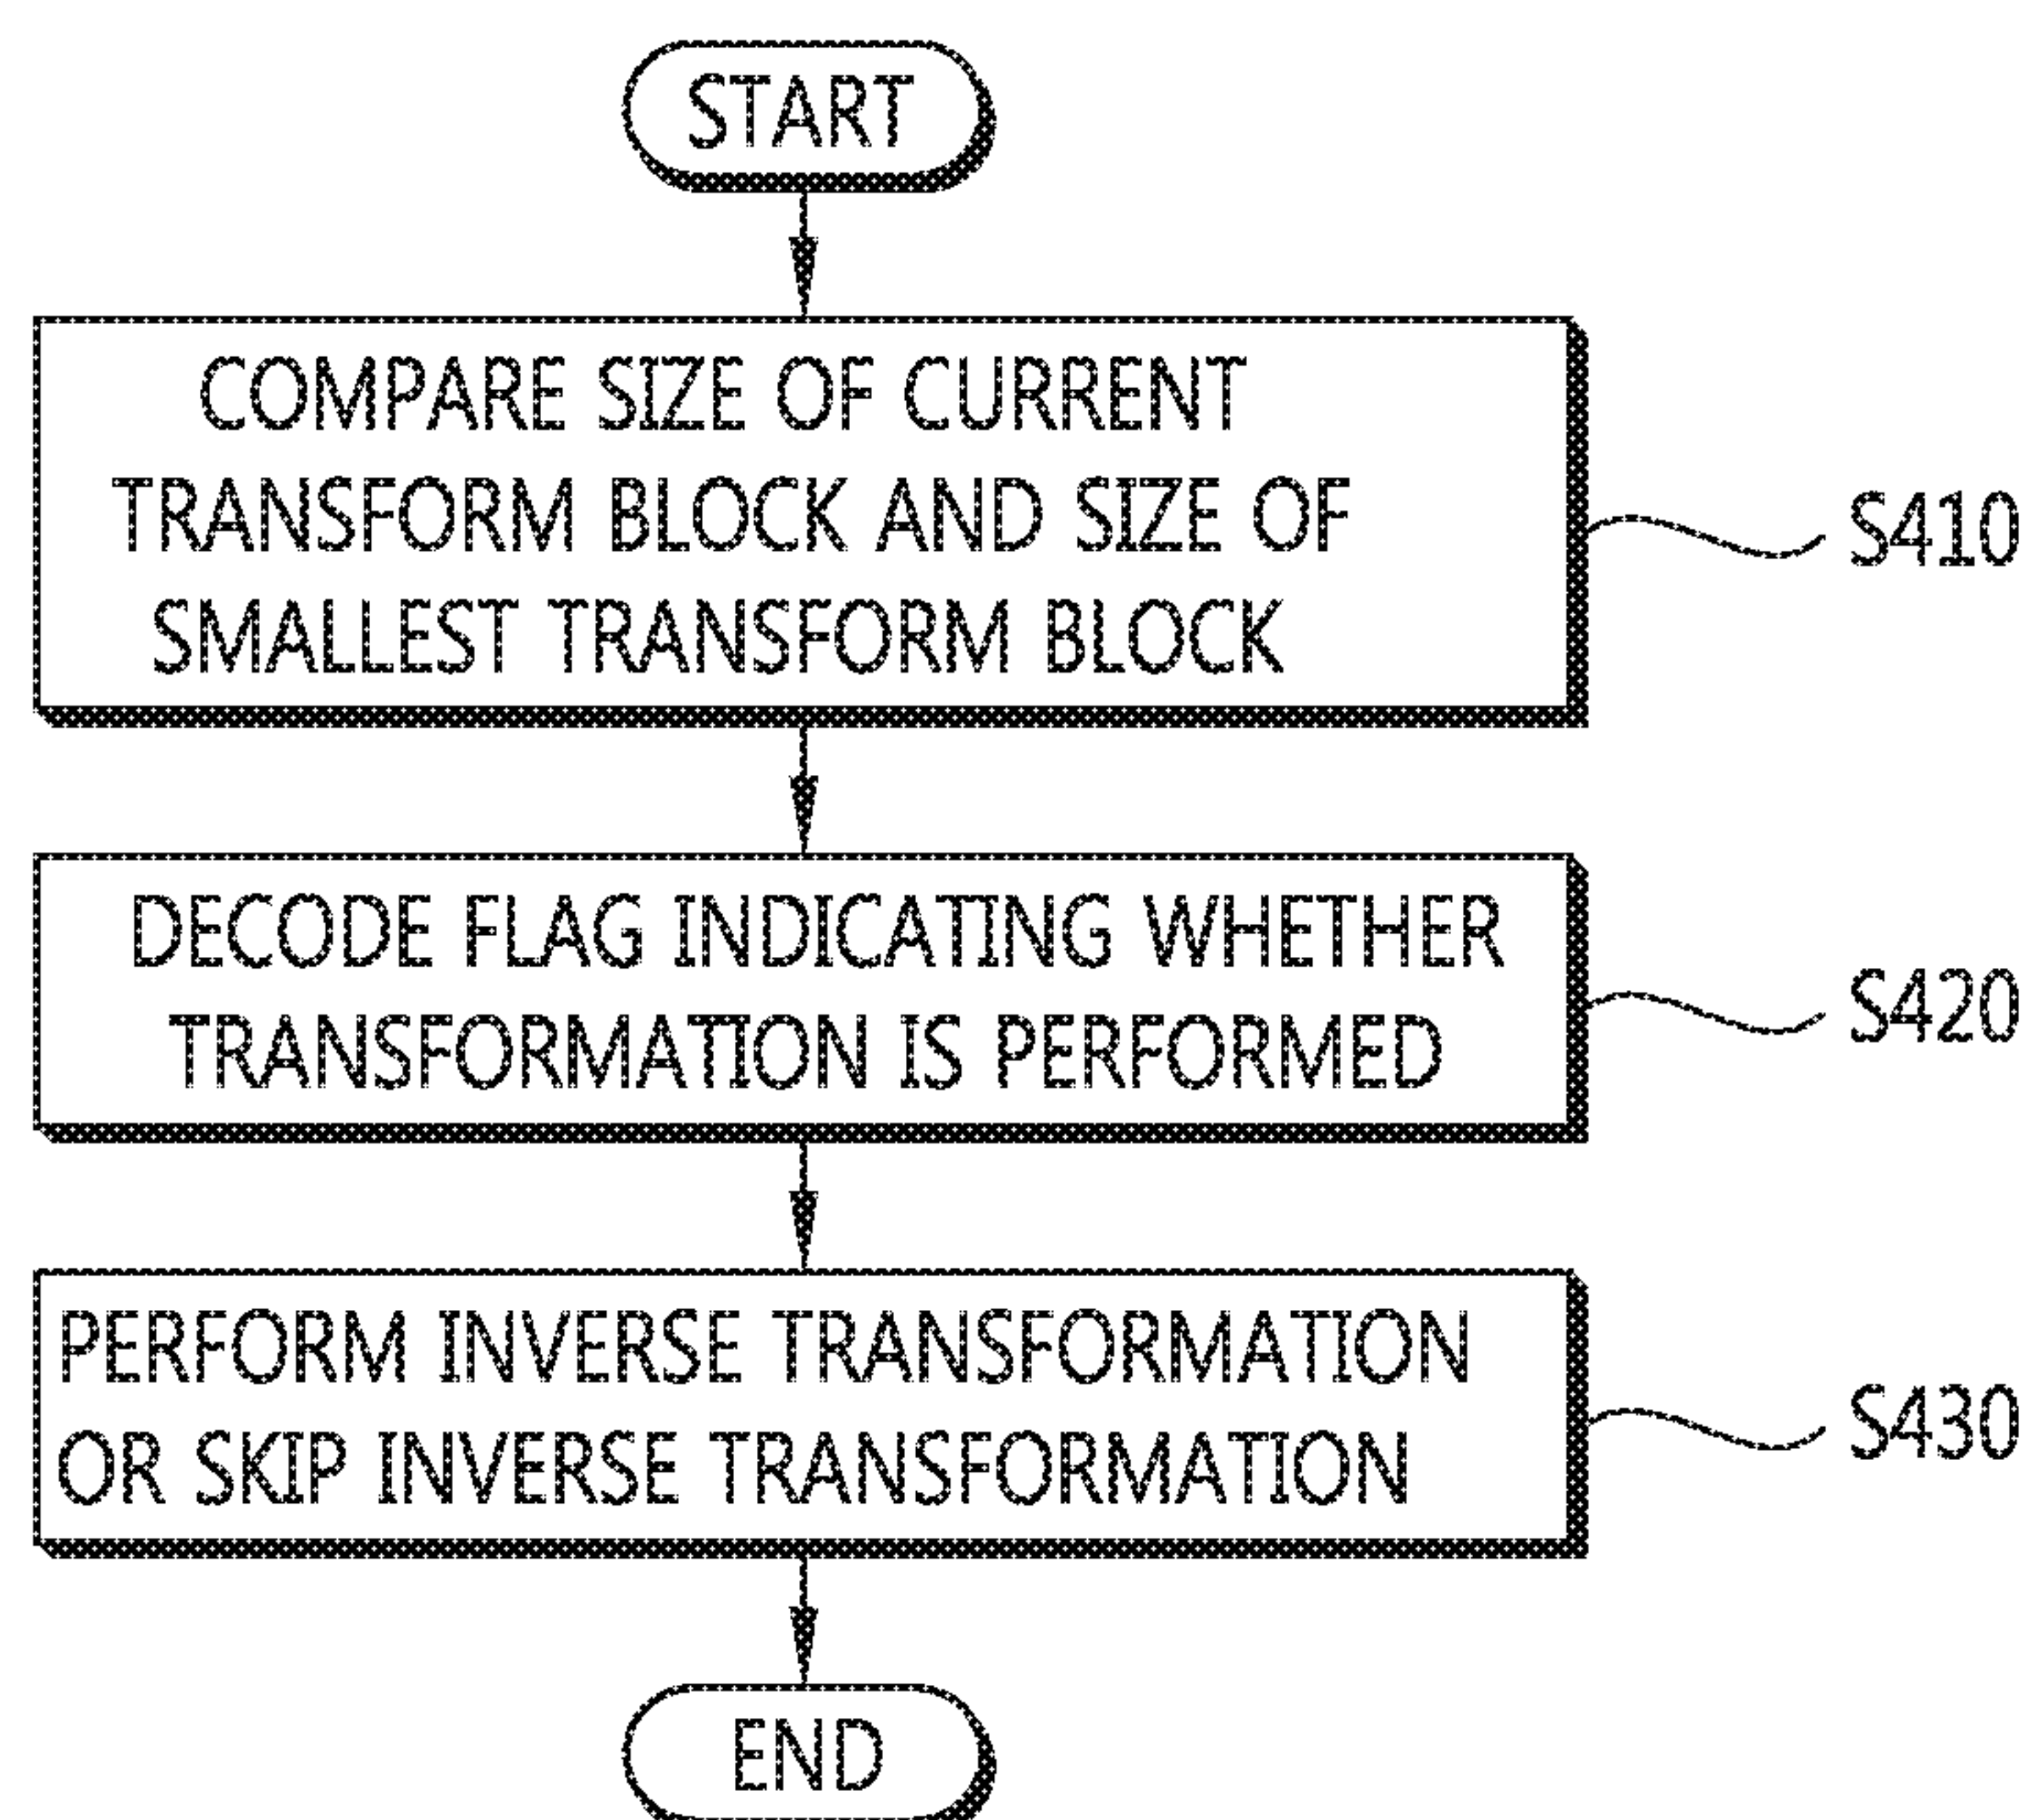 START
COMPARE SIZE OF CURRENT
TRANSFORM BLOCK AND SIZE OF
SMALLEST TRANSFORM BLOCK
S410
DECODE FLAG INDICATING WHETHER
TRANSFORMATION IS PERFORMED
S420
PERFORM INVERSE TRANSFORMATION
OR SKIP INVERSE TRANSFORMATION
S430
END